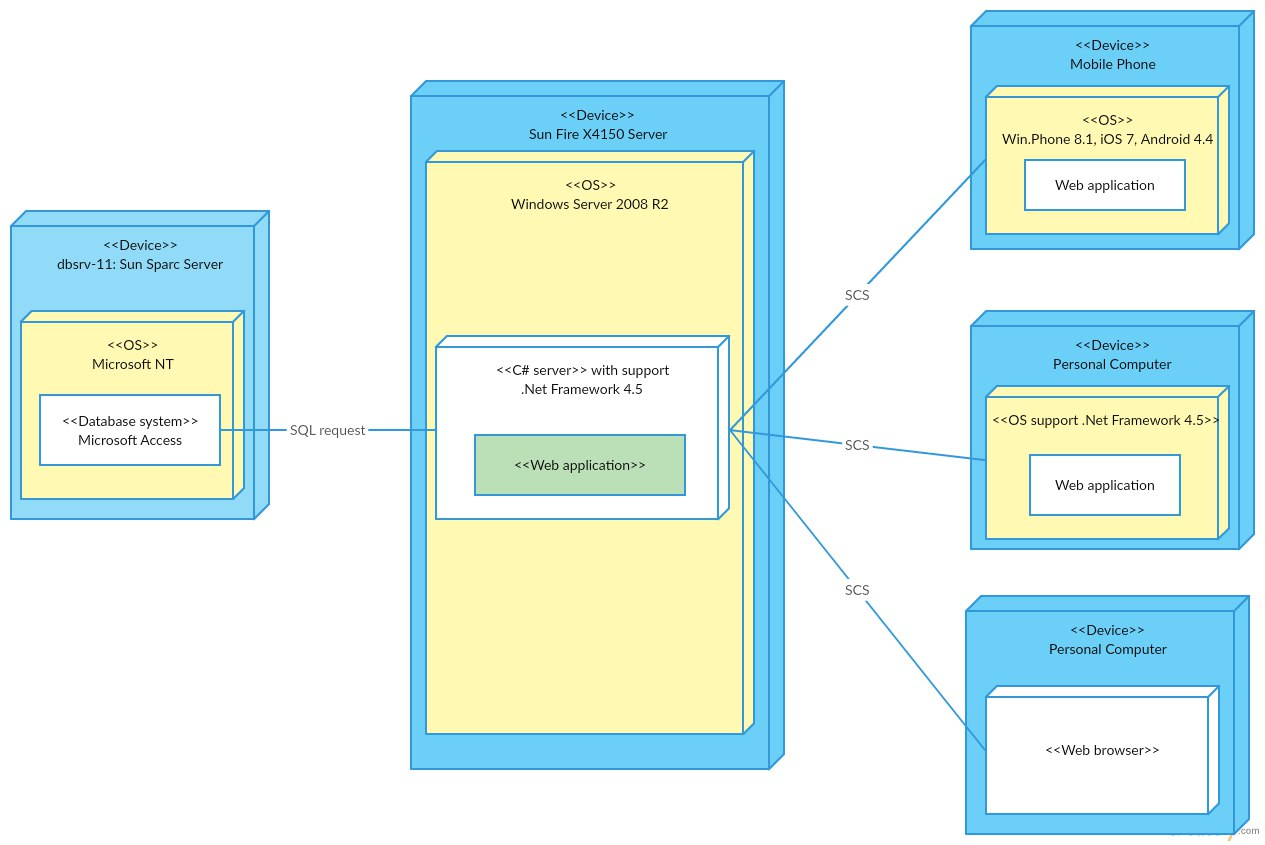 <<Device>>
dbsrv-11: Sun Sparc Server
<<OS>>
Microsoft NT
<<Database system>>
Microsoft Access
SQL request
<<Device>>
Sun Fire X4150 Server
<<OS>>
Windows Server 2008 R2
<<C# server>> with support
.Net Framework 4.5
<<Web application>>
SCS
SCS
SCS
<<Device>>
Mobile Phone
<<OS>>
Win.Phone 8.1, iOS 7, Android 4.4
Web application
<<Device>>
Personal Computer
<<OS support .Net Framework 4.5>>
Web application
<<Device>>
Personal Computer
<<Web browser>>
.com